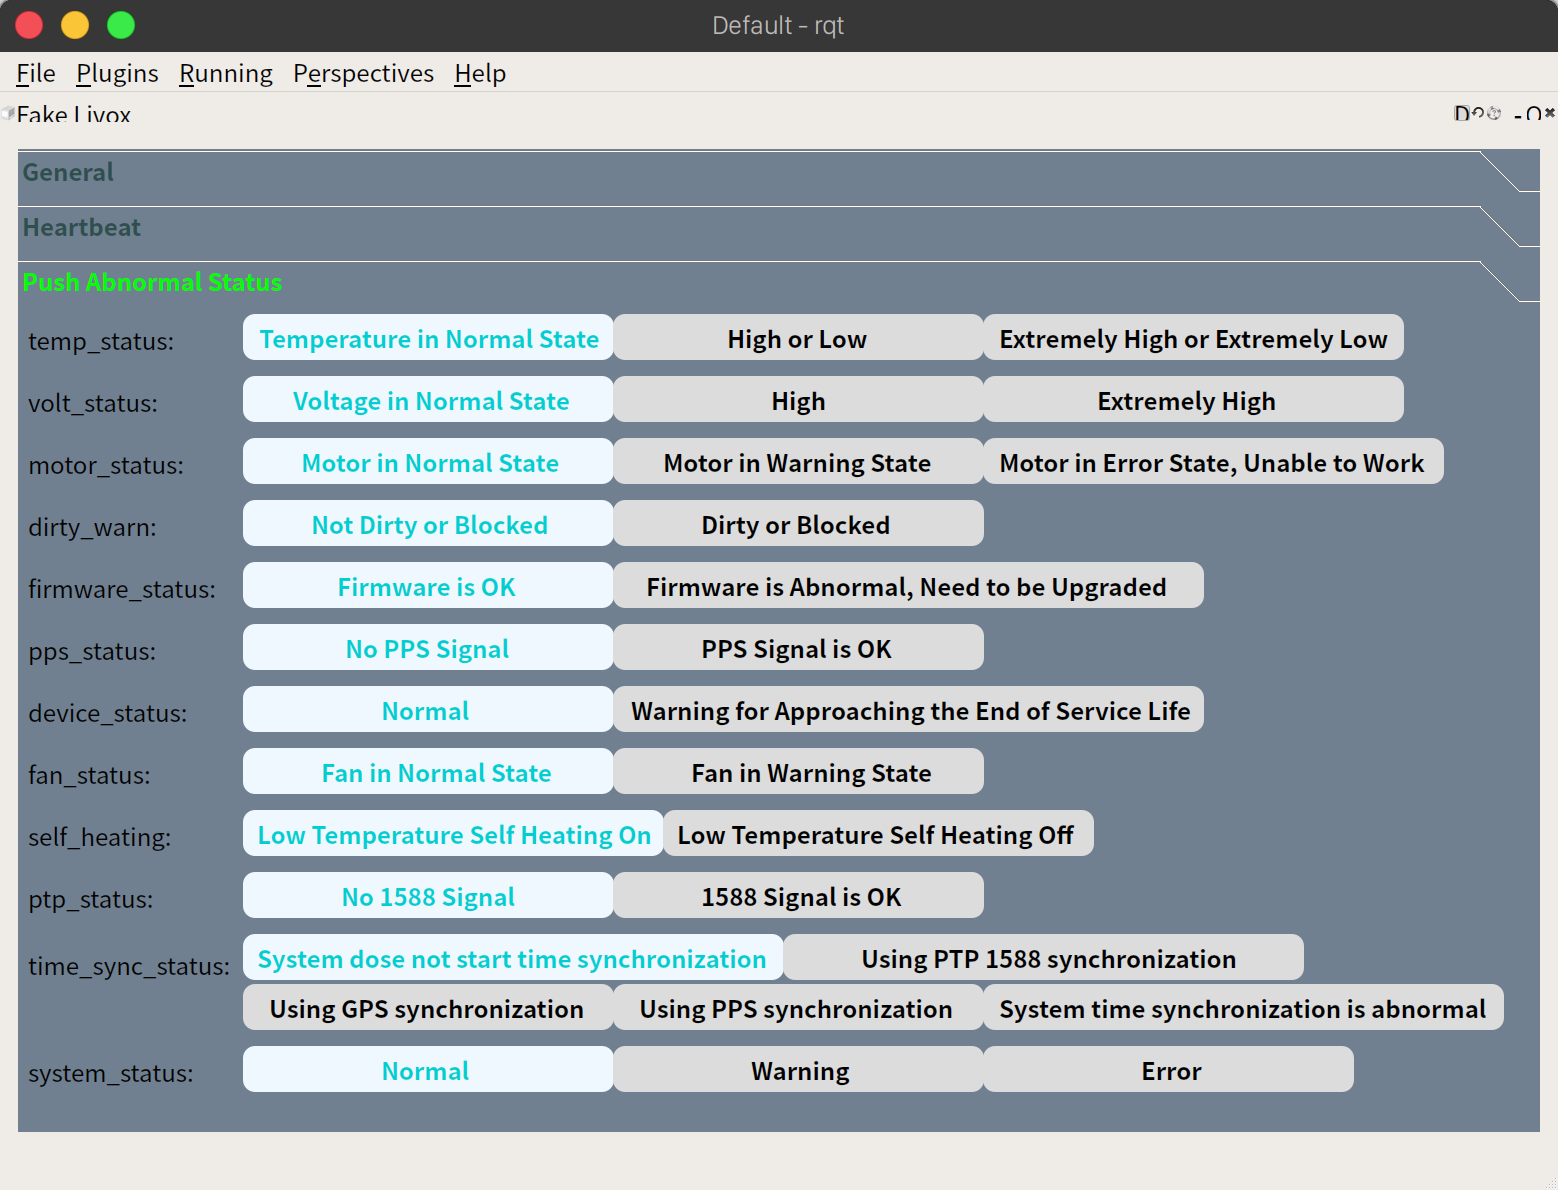 Default - rqt
File Plugins Running Perspectives Help
Fake Livox D
General
Heartbeat
Push Abnormal Status
temp_status: Temperature in Normal State High or Low Extremely High or Extremely Low
volt_status: Voltage in Normal State High Extremely High
motor_status: Motor in Normal State Motor in Warning State Motor in Error State, Unable to Work
dirty_warn: Not Dirty or Blocked Dirty or Blocked
firmware_status: Firmware is OK Firmware is Abnormal, Need to be Upgraded
pps_status: No PPS Signal PPS Signal is OK
device_status: Normal Warning for Approaching the End of Service Life
fan_status: Fan in Normal State Fan in Warning State
self_heating: Low Temperature Self Heating On Low Temperature Self Heating Off
ptp_status: No 1588 Signal 1588 Signal is OK
time_sync_status: System dose not start time synchronization Using PTP 1588 synchronization
Using GPS synchronization Using PPS synchronization System time synchronization is abnormal
system_status: Normal Warning Error